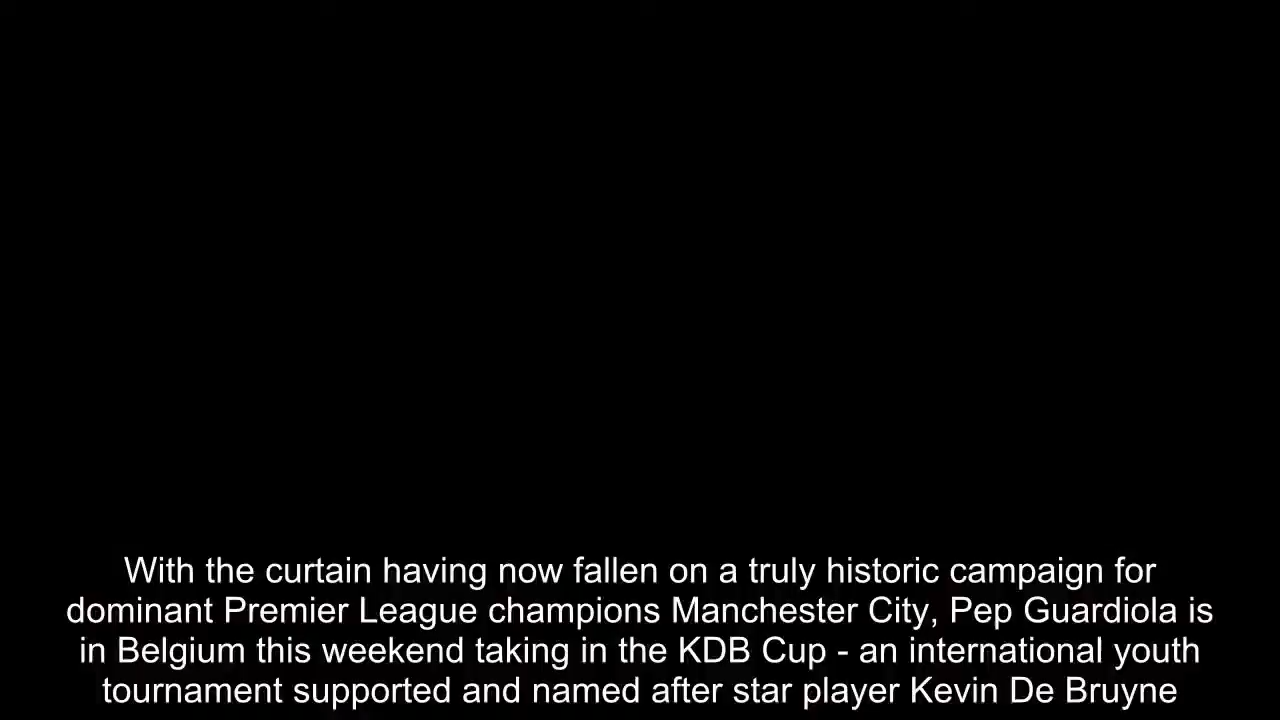 With the curtain having now fallen on a truly historic campaign for
dominant Premier League champions Manchester City, Pep Guardiola is
in Belgium this weekend taking in the KDB Cup - an international youth
tournament supported and named after star player Kevin De Bruyne